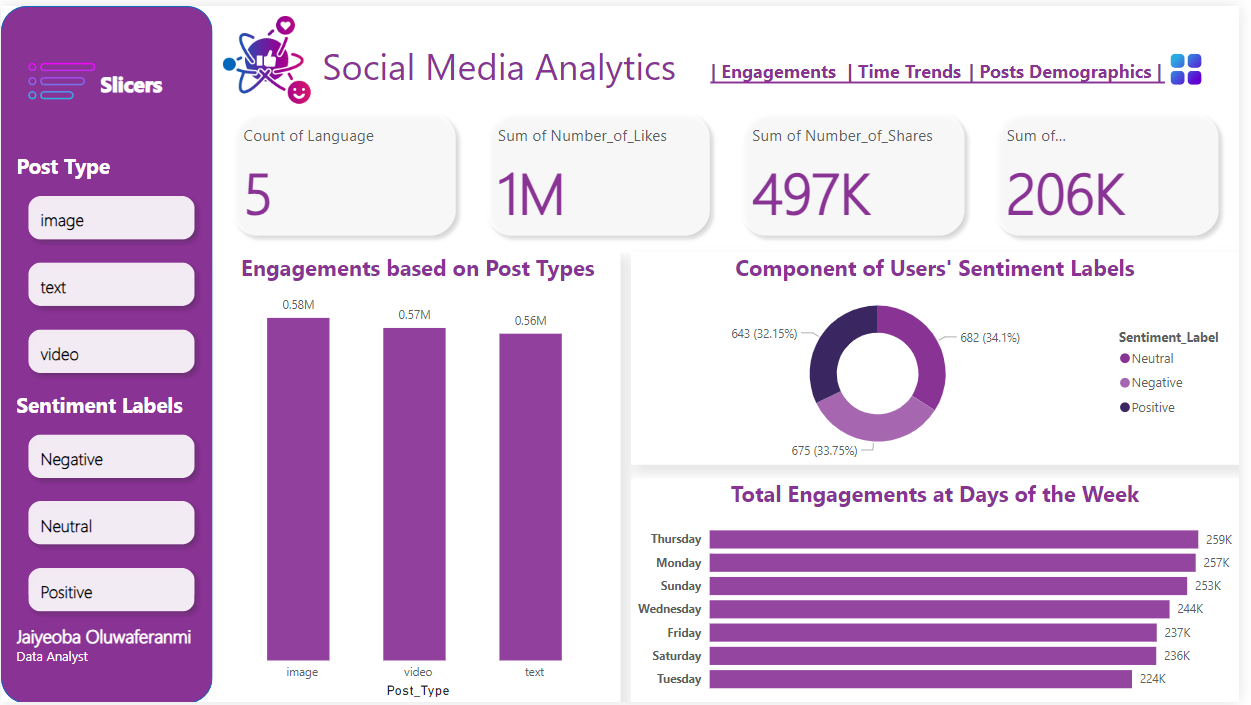 Slicers
Post Type
image
text
video
Sentiment Labels
Negative
Neutral
Positive
Jaiyeoba Oluwaferanmi
Data Analyst
Social Media Analytics
| Engagements | Time Trends | Posts Demographics |
Count of Language
5
Sum of Number_of_Likes
1M
Sum of Number_of_Shares
497K
Sum of...
206K
Engagements based on Post Types
0.58M
0.57M
0.56M
image
video
text
Post_Type
Component of Users' Sentiment Labels
643 (32.15%)
682 (34.1%)
675 (33.75%)
Sentiment_Label
Neutral
Negative
Positive
Total Engagements at Days of the Week
Thursday 259K
Monday 257K
Sunday 253K
Wednesday 244K
Friday 237K
Saturday 236K
Tuesday 224K